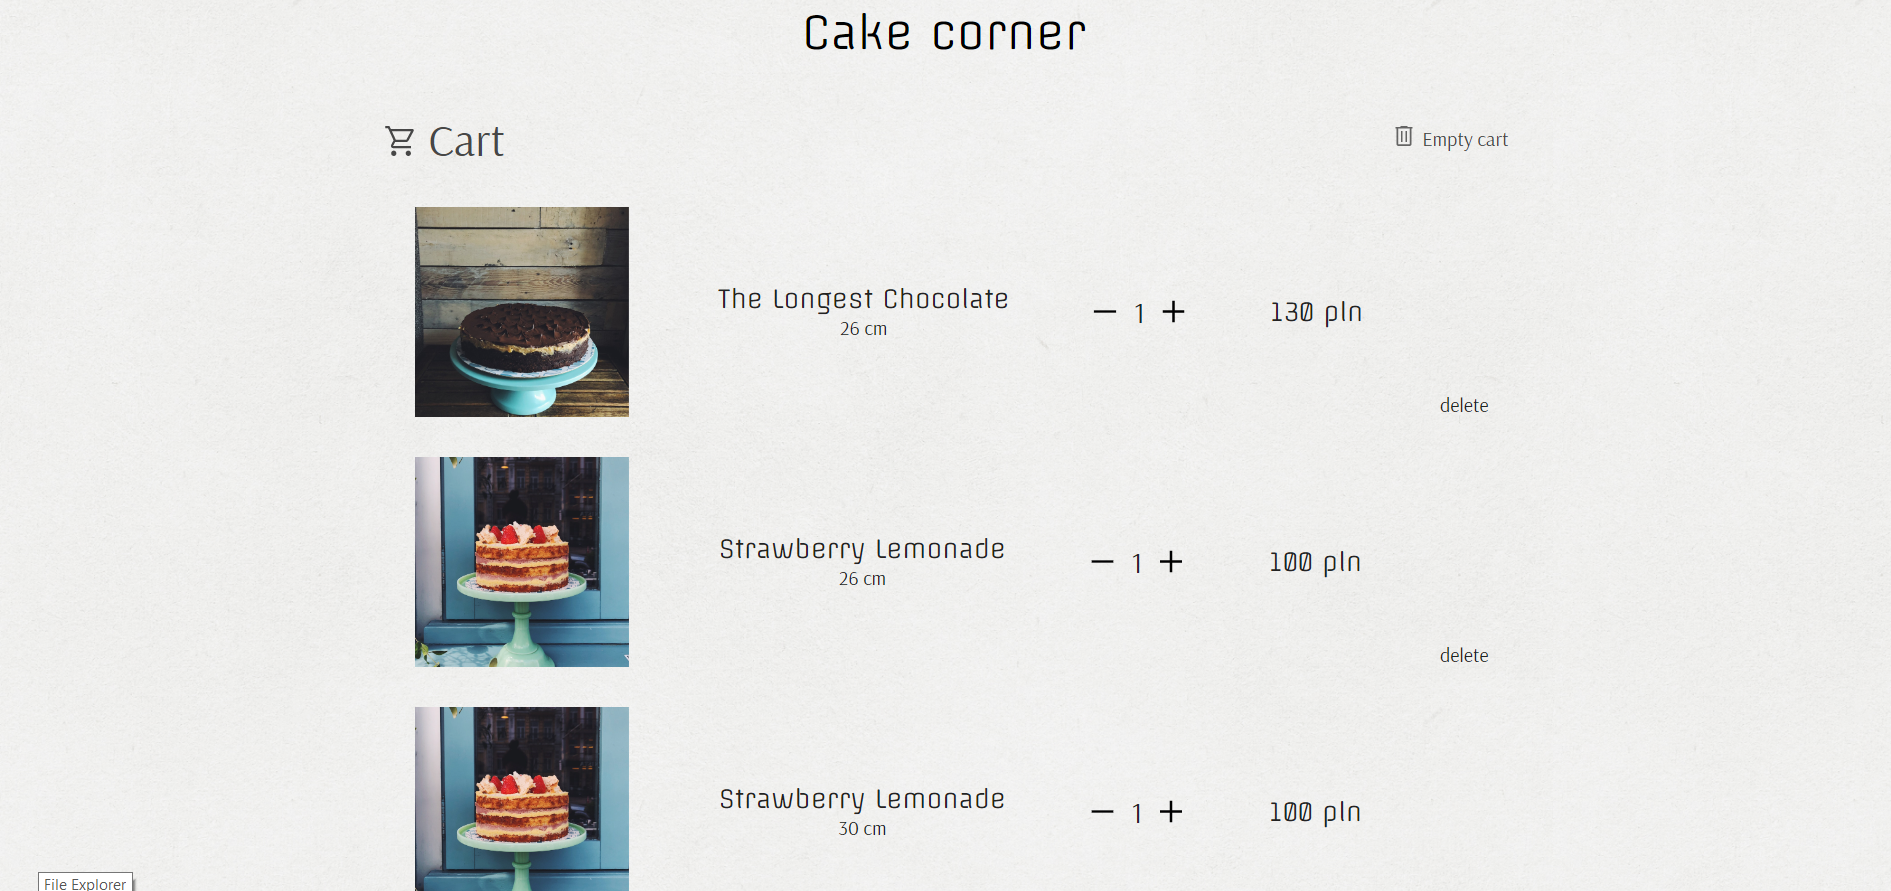 Cake corner
Cart
Empty cart
The Longest Chocolate
26 cm
1
130 pln
delete
Strawberry Lemonade
26 cm
1
100 pln
delete
Strawberry Lemonade
30 cm
1
100 pln
File Explorer